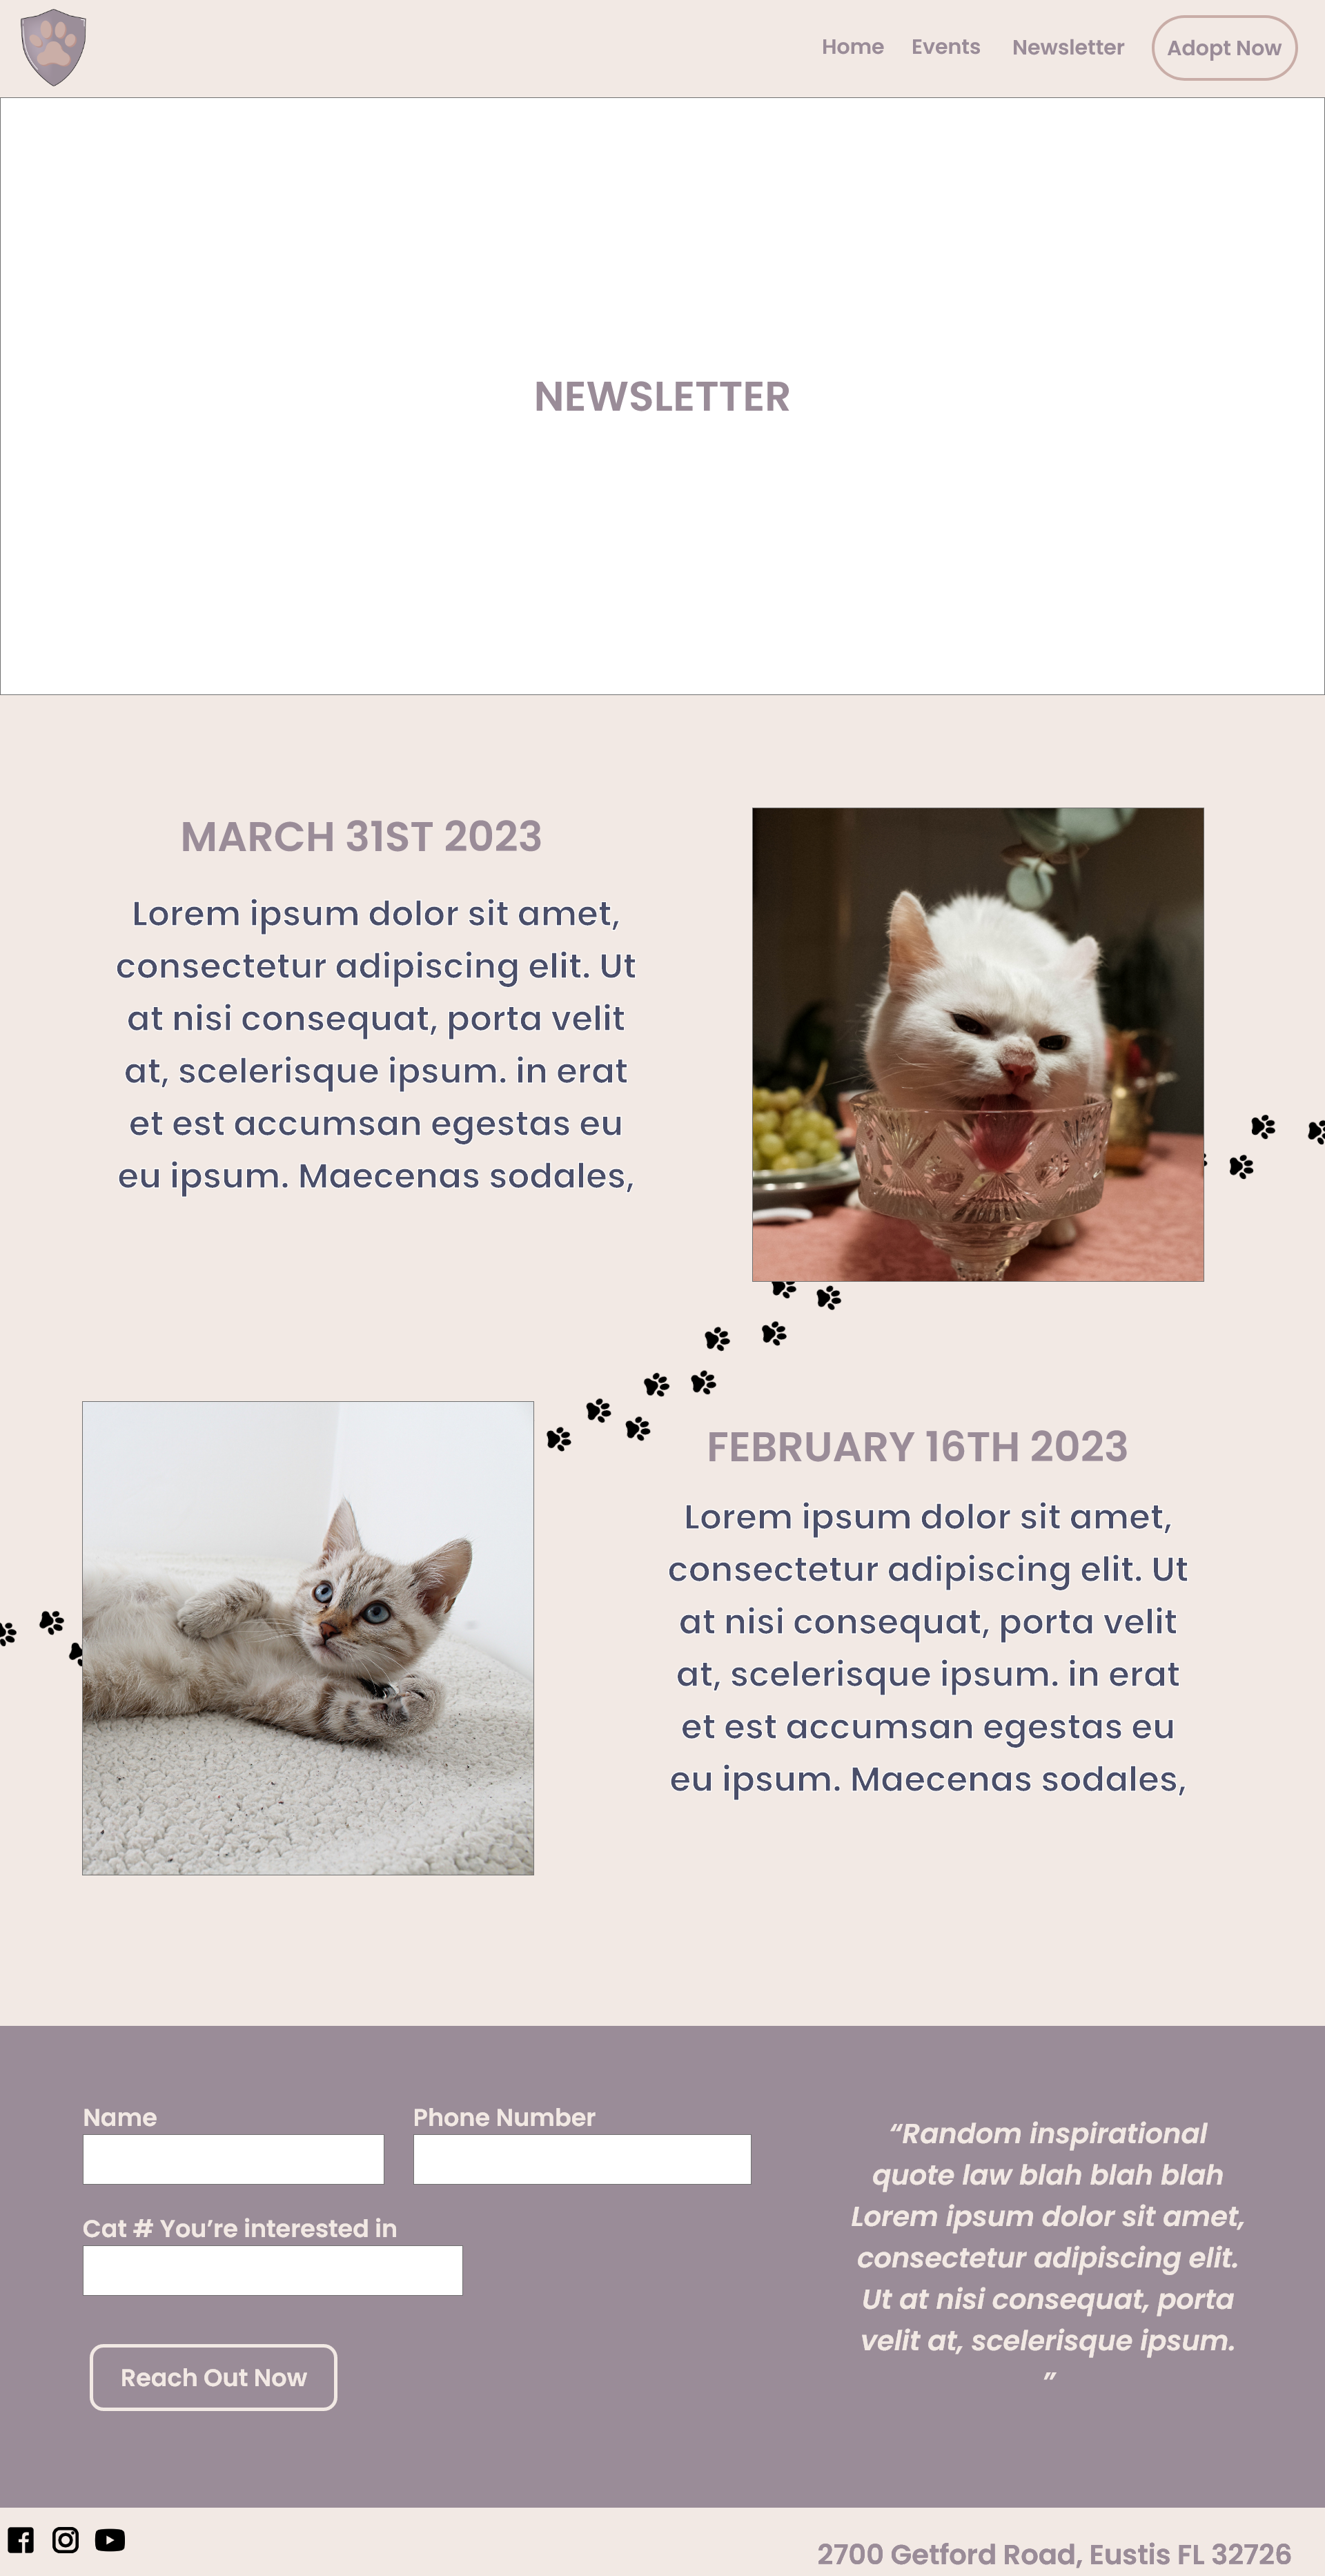 Home
Events
Newsletter
Adopt Now
NEWSLETTER
MARCH 31ST 2023
Lorem ipsum dolor sit amet,
consectetur adipiscing elit. Ut
at nisi consequat, porta velit
at, scelerisque ipsum. in erat
et est accumsan egestas eu
eu ipsum. Maecenas sodales,
FEBRUARY 16TH 2023
Lorem ipsum dolor sit amet,
consectetur adipiscing elit. Ut
at nisi consequat, porta velit
at, scelerisque ipsum. in erat
et est accumsan egestas eu
eu ipsum. Maecenas sodales,
Name
Phone Number
Cat # You’re interested in
Reach Out Now
“Random inspirational
quote law blah blah blah
Lorem ipsum dolor sit amet,
consectetur adipiscing elit.
Ut at nisi consequat, porta
velit at, scelerisque ipsum.
”
2700 Getford Road, Eustis FL 32726